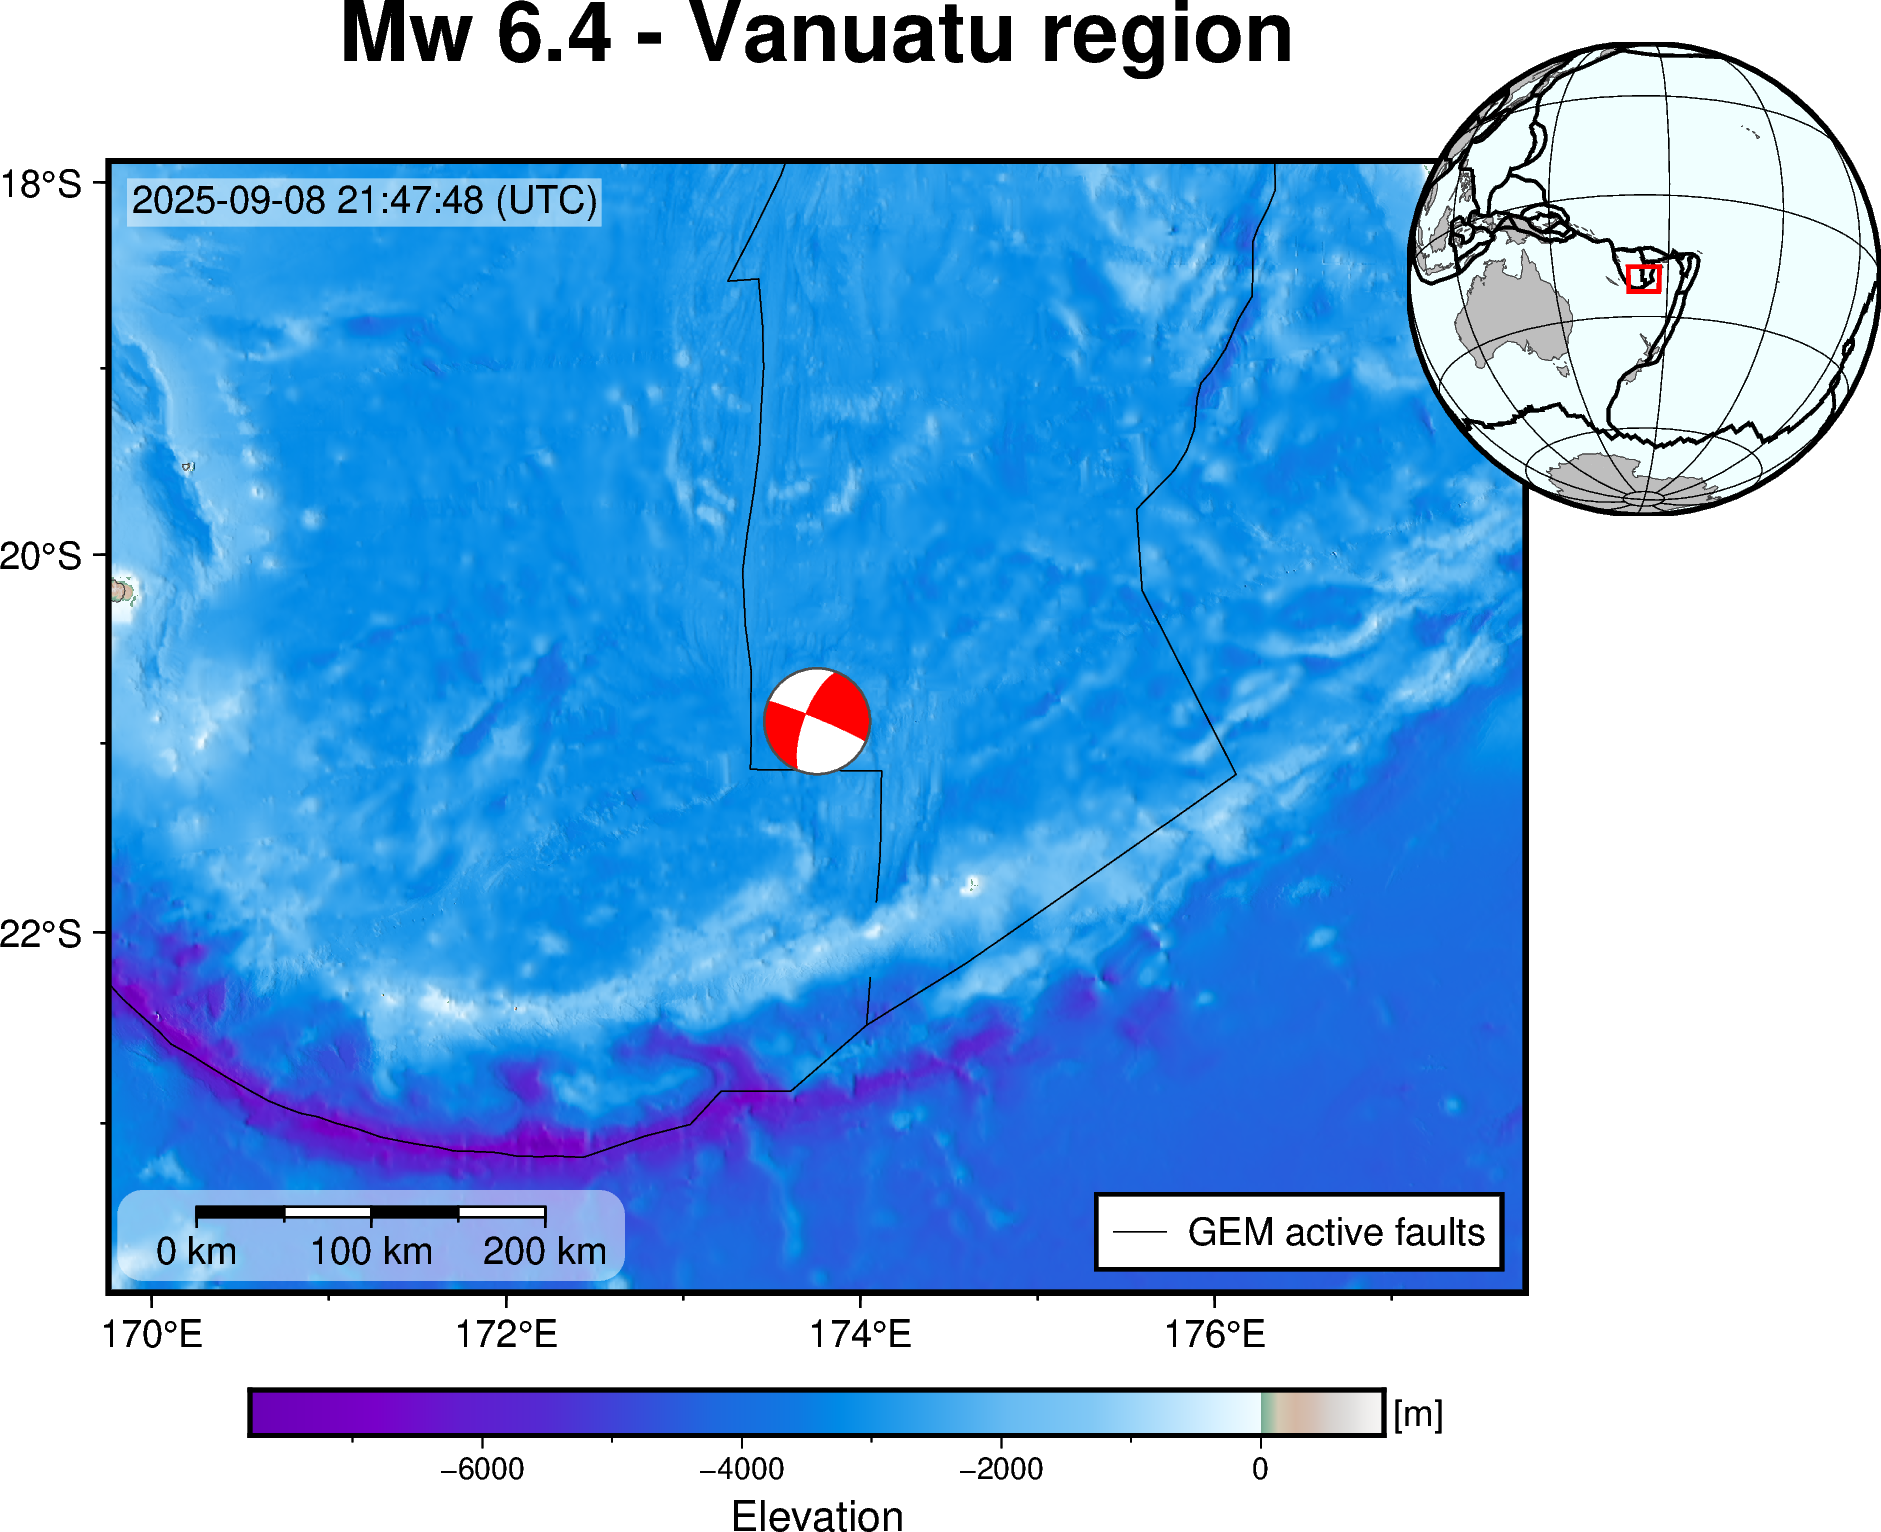 Mw 6.4 - Vanuatu region
2025-09-08 21:47:48 (UTC)
18°S
20°S
22°S
0 km 100 km 200 km
GEM active faults
170°E 172°E 174°E 176°E
[m]
−6000 −4000 −2000 0
Elevation